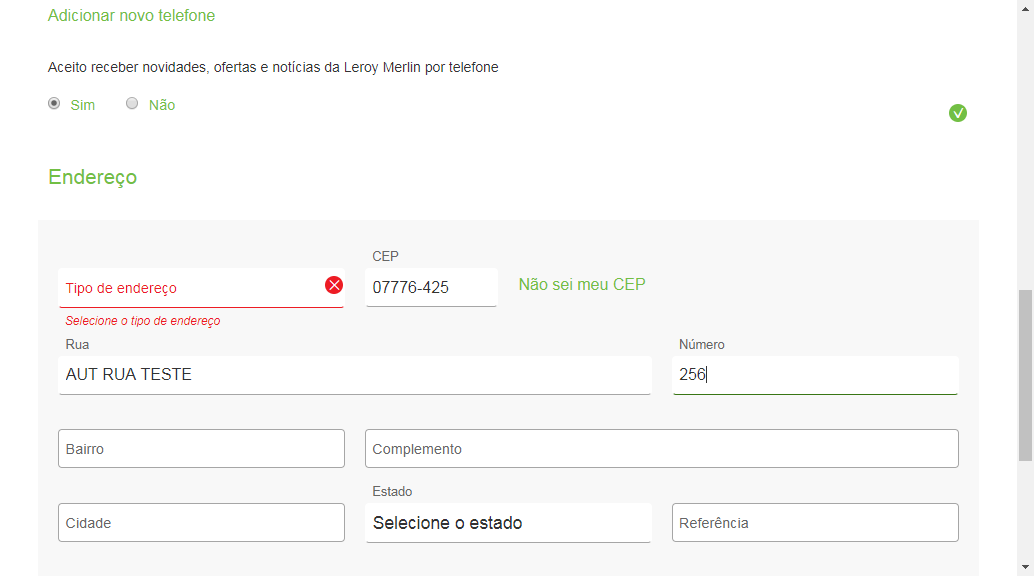 Adicionar novo telefone
Aceito receber novidades, ofertas e notícias da Leroy Merlin por telefone
Sim Não
Endereço
CEP
Tipo de endereço 07776-425 Não sei meu CEP
Selecione o tipo de endereço
Rua Número
AUT RUA TESTE 256
Bairro Complemento
Estado
Cidade Selecione o estado Referência